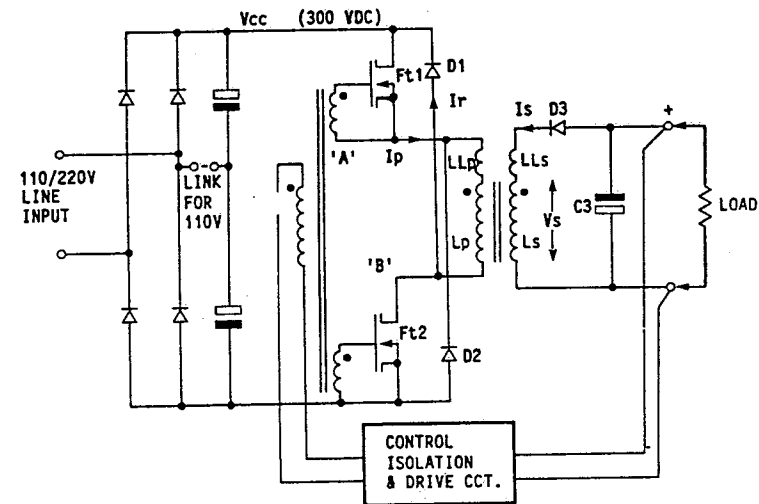 Vcc (300 VDC)
Ft1
D1
Ir
Is D3
+
'A'
Ip
LLp
LLs
110/220V
LINE
INPUT
LINK
FOR
110V
Vs
C3
LOAD
Lp
Ls
'B'
Ft2
D2
CONTROL
ISOLATION
& DRIVE CCT.